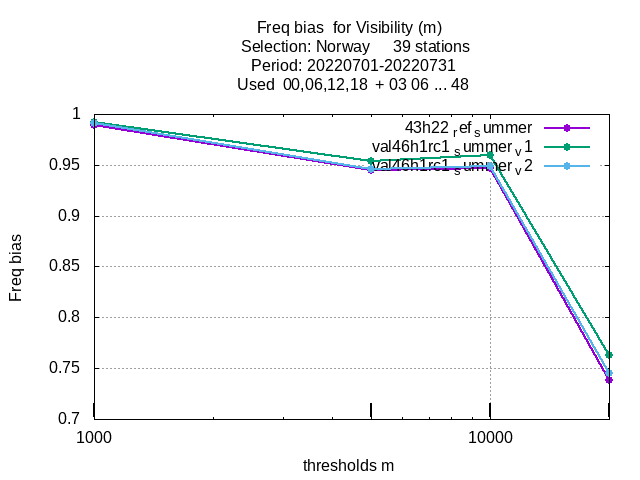 Freq bias  for Visibility (m)
Selection: Norway     39 stations
Period: 20220701-20220731
Used  00,06,12,18  + 03 06 ... 48
43h22 ref summer
val46h1rc1 summer v1
val46h1rc1 summer v2
1
0.95
0.9
0.85
0.8
0.75
0.7
Freq bias
1000
10000
thresholds m